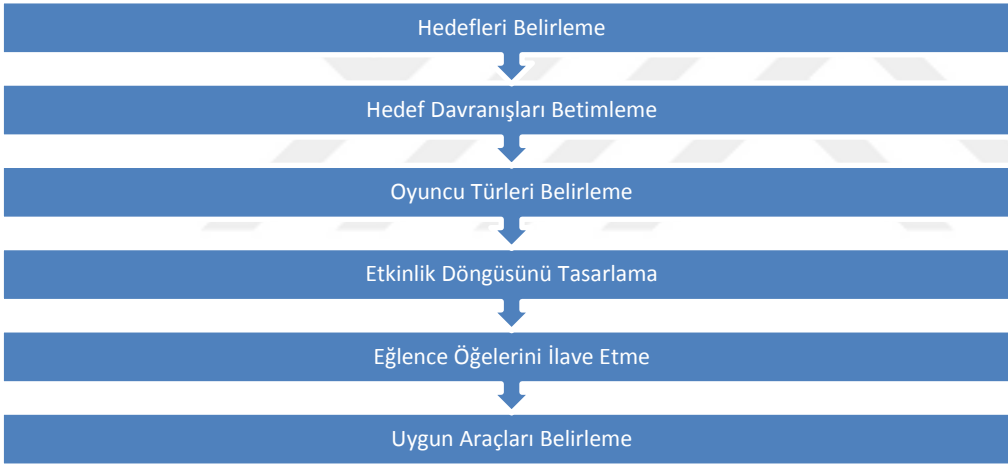 Hedefleri Belirleme
Hedef Davranışları Betimleme
Oyuncu Türleri Belirleme
Etkinlik Döngüsünü Tasarlama
Eğlence Öğelerini İlave Etme
Uygun Araçları Belirleme